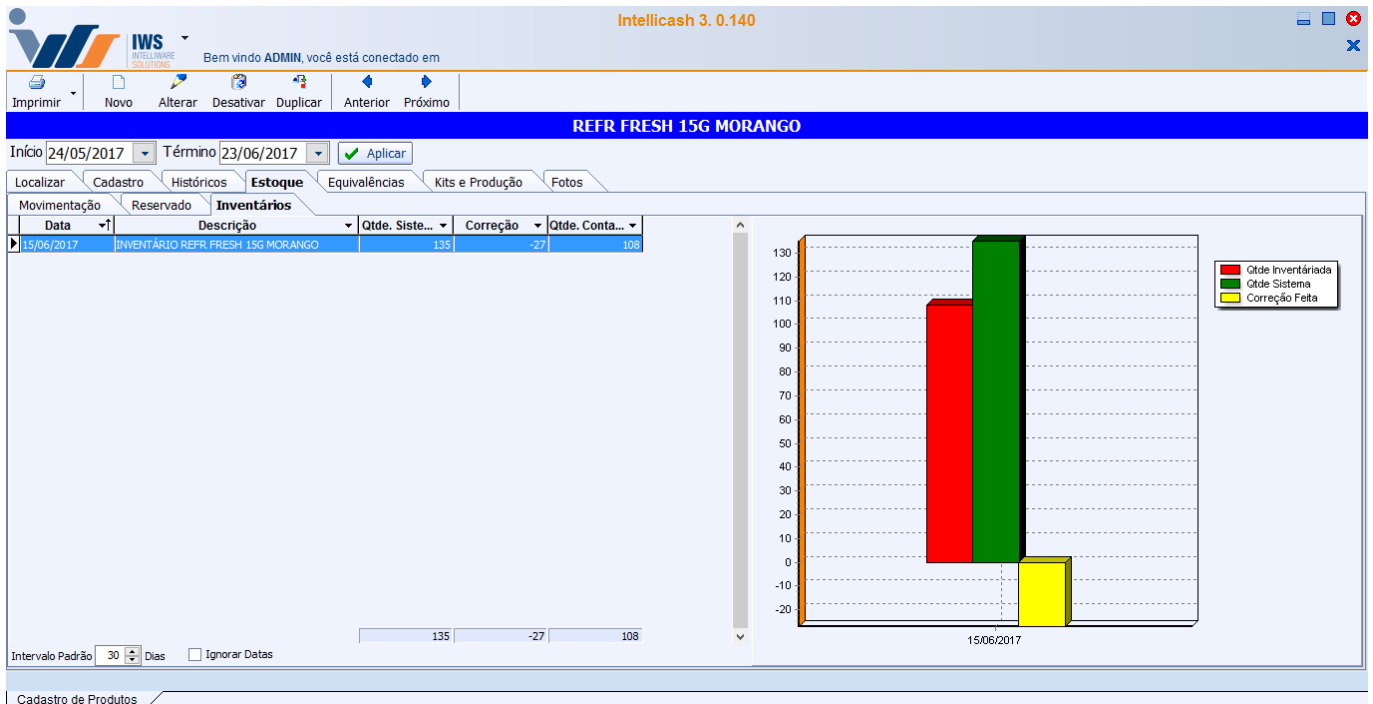 Intellicash 3. 0.140
IWS
INTELLIWARE
SOLUTIONS
Bem vindo ADMIN, você está conectado em
Imprimir Novo Alterar Desativar Duplicar Anterior Próximo
REFR FRESH 15G MORANGO
Início 24/05/2017 Término 23/06/2017 Aplicar
Localizar Cadastro Históricos Estoque Equivalências Kits e Produção Fotos
Movimentação Reservado Inventários
Data Descrição Qtde. Siste... Correção Qtde. Conta...
15/06/2017 INVENTÁRIO REFR FRESH 15G MORANGO 135 -27 108
130
120
110
100
90
80
70
60
50
40
30
20
10
0
-10
-20
15/06/2017
Qtde Inventáriada
Qtde Sistema
Correção Feita
135 -27 108
Intervalo Padrão 30 Dias Ignorar Datas
Cadastro de Produtos